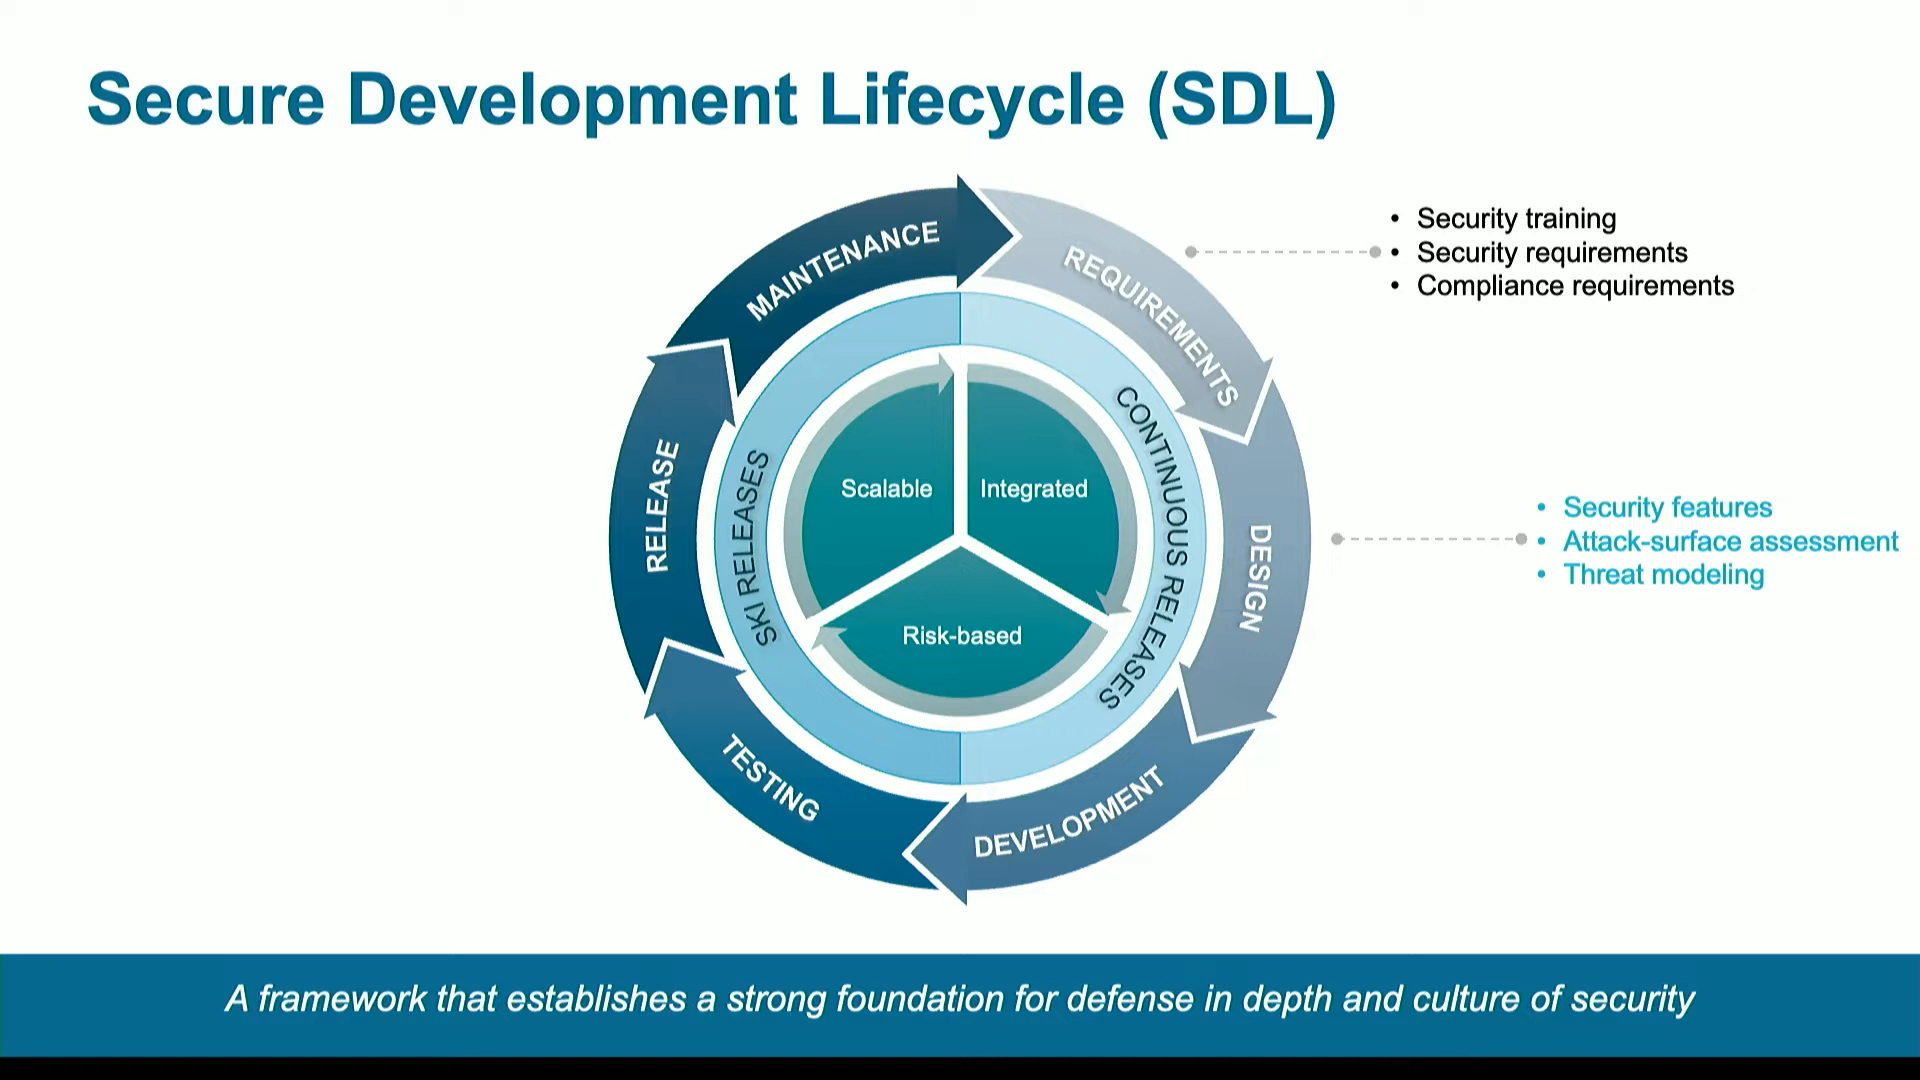 Secure Development Lifecycle (SDL)
MAINTENANCE
REQUIREMENTS
• Security training
• Security requirements
• Compliance requirements
CONTINUOUS RELEASES
SKI RELEASES
RELEASE
Scalable
Integrated
DESIGN
• Security features
• Attack-surface assessment
• Threat modeling
Risk-based
TESTING
DEVELOPMENT
A framework that establishes a strong foundation for defense in depth and culture of security